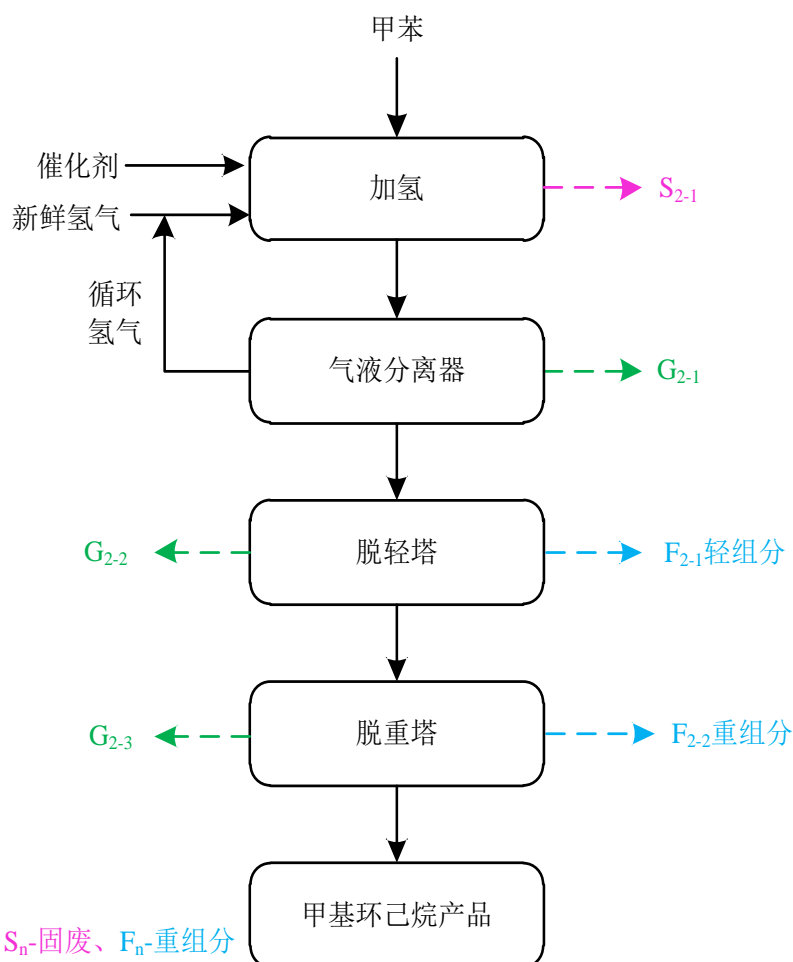 甲苯
催化剂
加氢
S2-1
新鲜氢气
循环
氢气
气液分离器
G2-1
G2-2
脱轻塔
F2-1轻组分
G2-3
脱重塔
F2-2重组分
甲基环己烷产品
Sn-固废、Fn-重组分